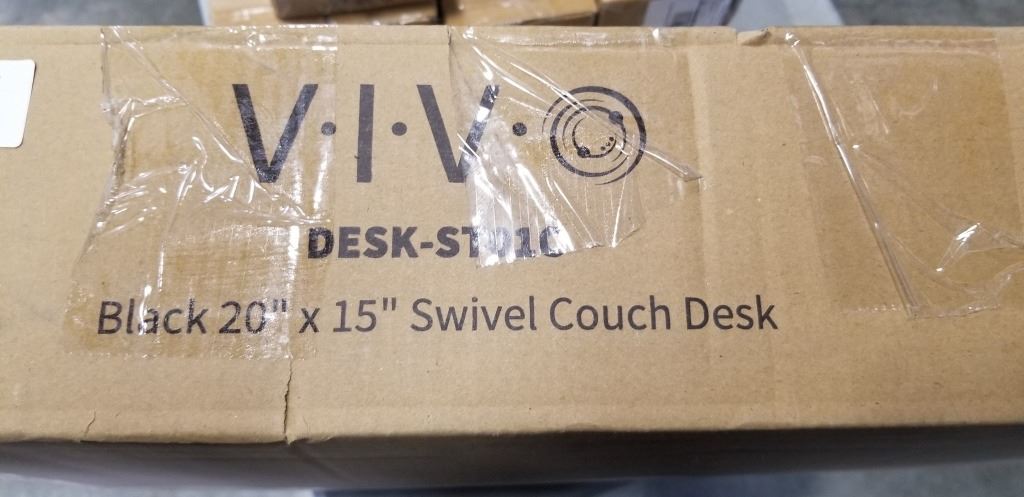 V·I·V·O
DESK-ST01C
Black 20" x 15" Swivel Couch Desk